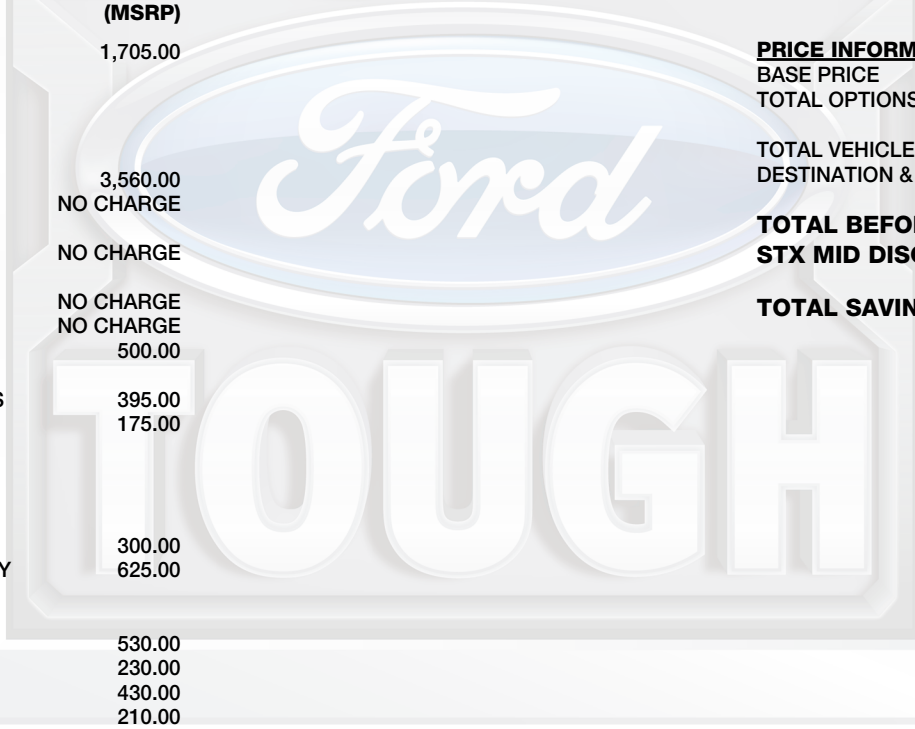 (MSRP)
1,705.00
3,560.00
NO CHARGE
NO CHARGE
NO CHARGE
NO CHARGE
500.00
S 395.00
175.00
300.00
Y 625.00
530.00
230.00
430.00
210.00
PRICE INFORM
BASE PRICE
TOTAL OPTIONS
TOTAL VEHICLE
DESTINATION &
TOTAL BEFO
STX MID DISC
TOTAL SAVIN
Ford
TOUGH